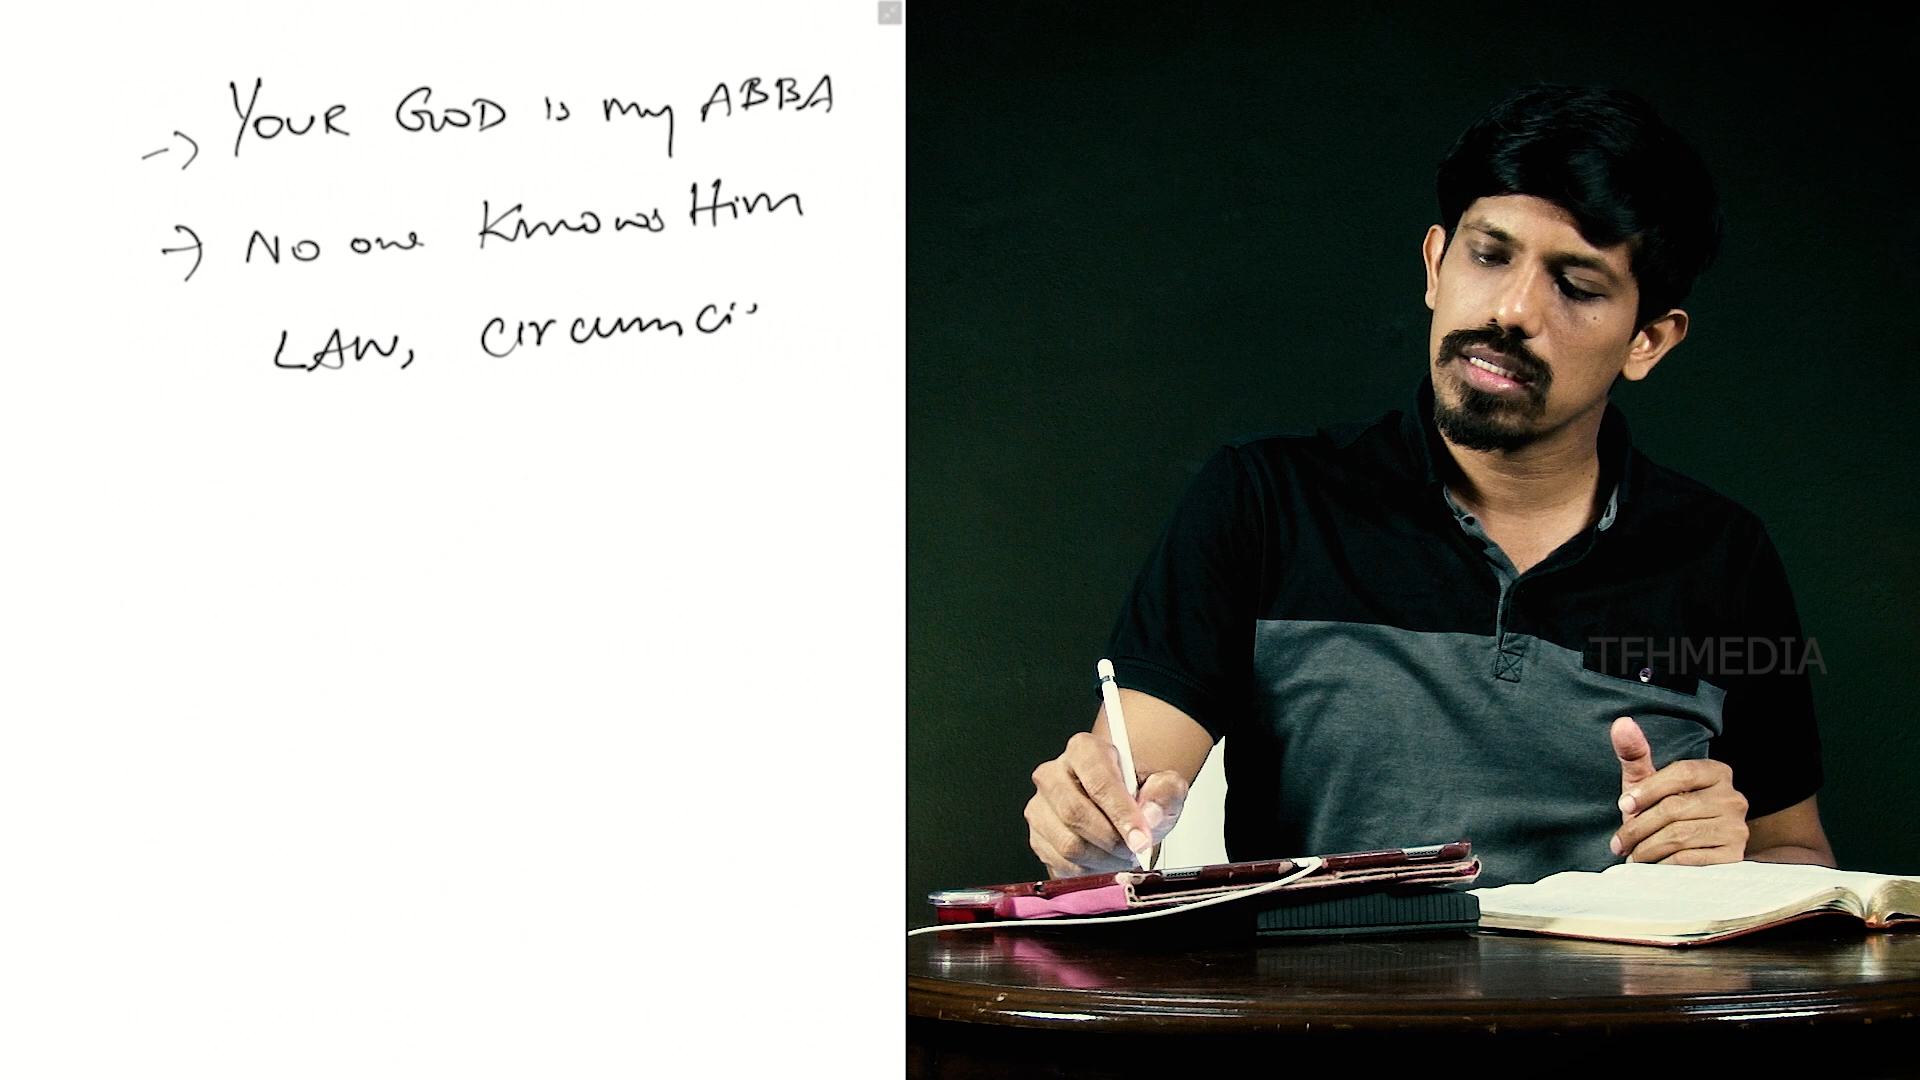 → YOUR GOD is my ABBA
→ NO one Knows Him
LAW, circumci
TFHMEDIA